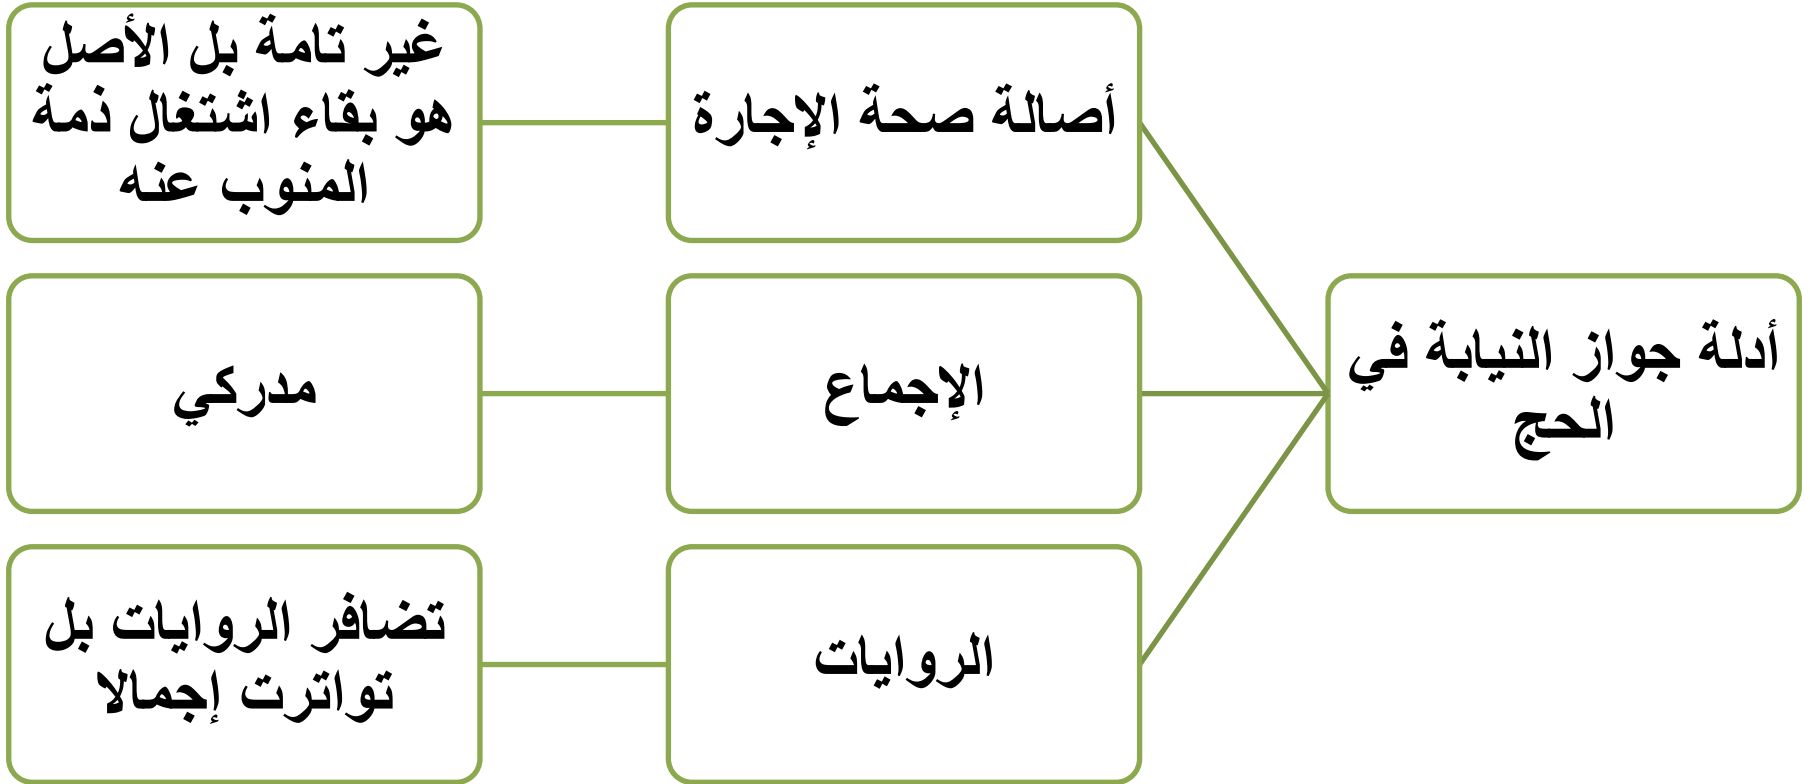 أدلة جواز النيابة في
الحج
أصالة صحة الإجارة
غير تامة بل الأصل
هو بقاء اشتغال ذمة
المنوب عنه
الإجماع
مدركي
الروايات
تضافر الروايات بل
تواترت إجمالا